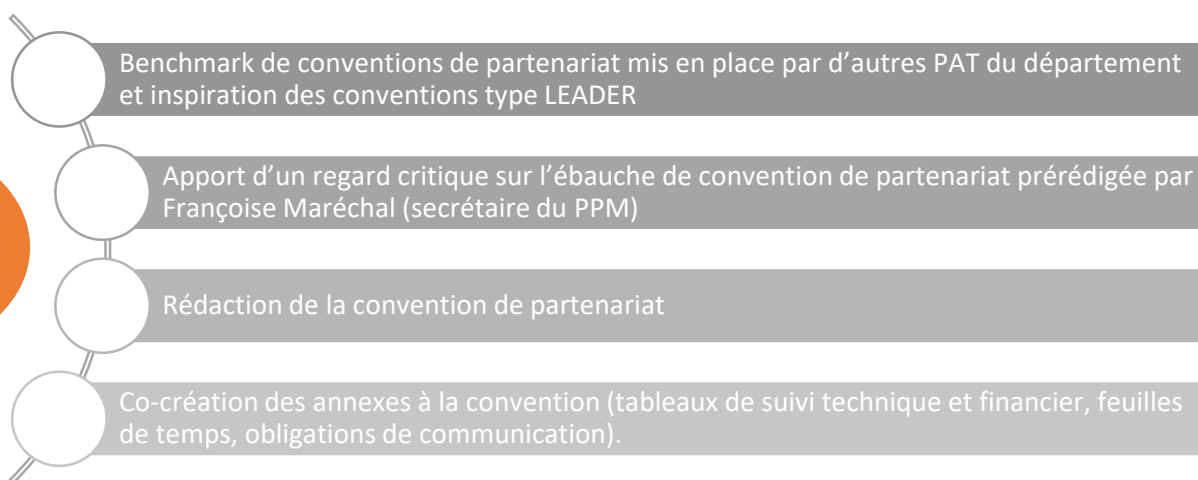 Benchmark de conventions de partenariat mis en place par d’autres PAT du département
et inspiration des conventions type LEADER
Apport d’un regard critique sur l’ébauche de convention de partenariat prérédigée par
Françoise Maréchal (secrétaire du PPM)
Rédaction de la convention de partenariat
Co-création des annexes à la convention (tableaux de suivi technique et financier, feuilles
de temps, obligations de communication).